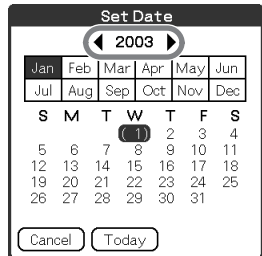 Set Date
2003
Jan Feb Mar Apr May Jun
Jul Aug Sep Oct Nov Dec
S M T W T F S
( 1) 2 3 4
5 6 7 8 9 10 11
12 13 14 15 16 17 18
19 20 21 22 23 24 25
26 27 28 29 30 31
Cancel Today